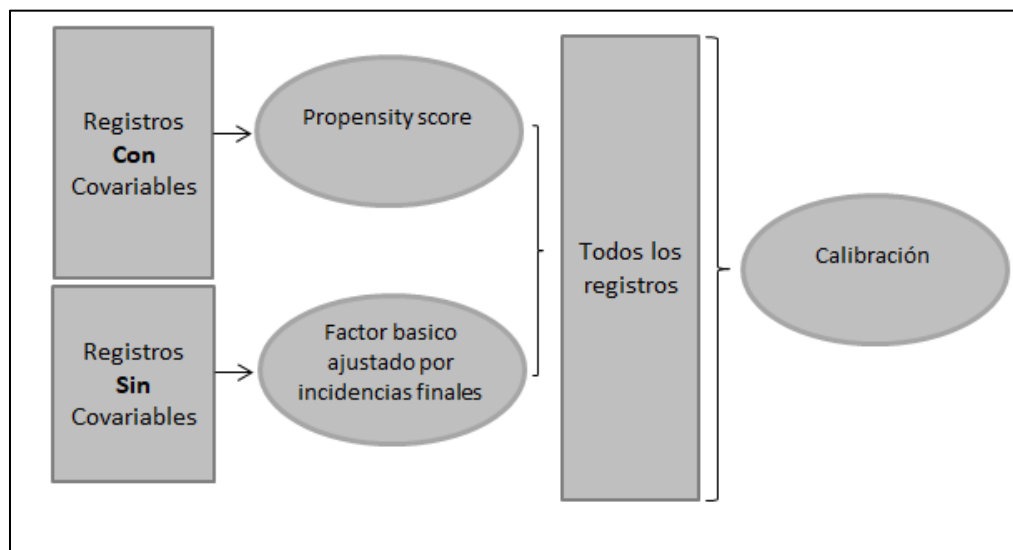 Registros
Con
Covariables
Propensity score
Registros
Sin
Covariables
Factor basico
ajustado por
incidencias finales
Todos los
registros
Calibración